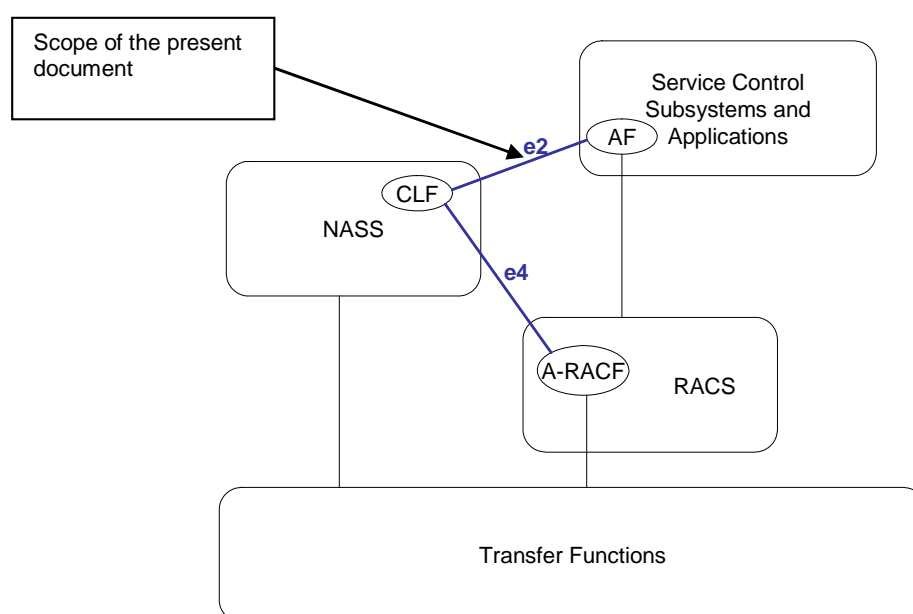 Scope of the present
document
Service Control
Subsystems and
Applications
AF
e2
CLF
NASS
e4
A-RACF
RACS
Transfer Functions